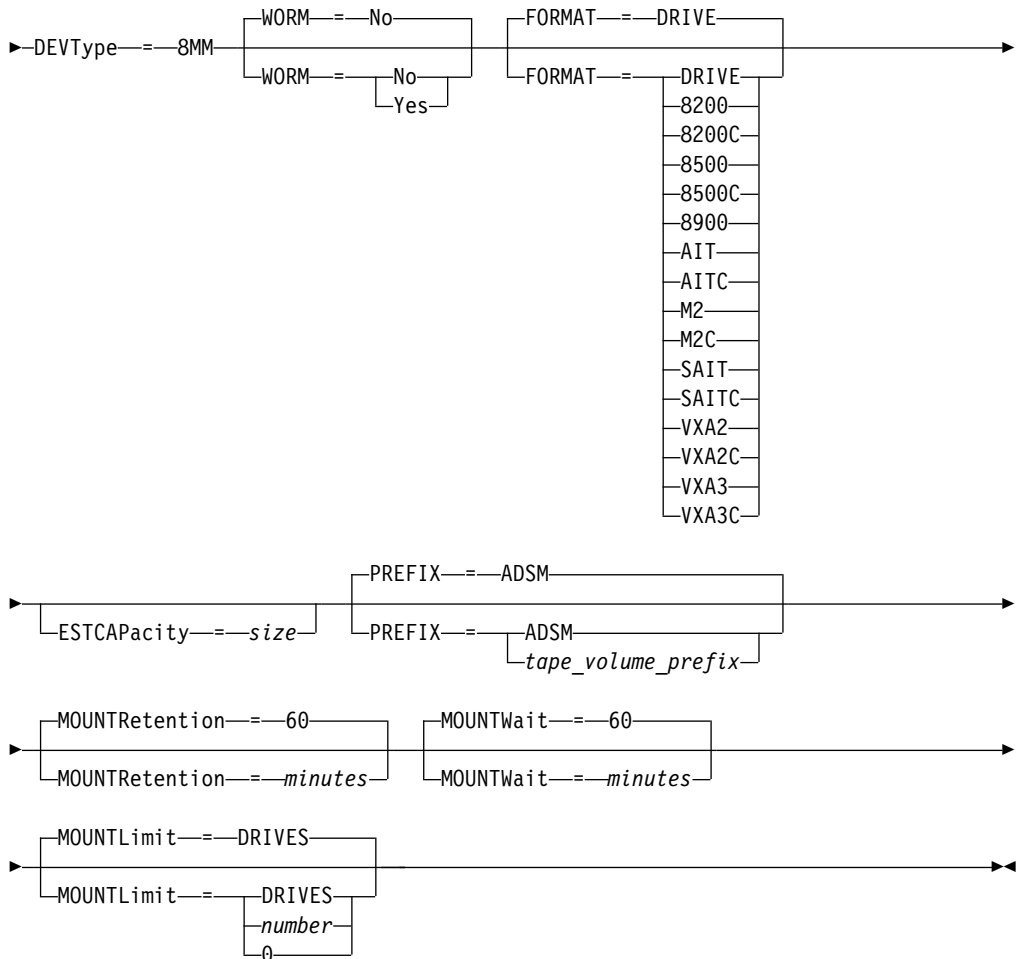 WORM = No FORMAT = DRIVE
DEVType = 8MM
WORM = No FORMAT = DRIVE
Yes 8200
8200C
8500
8500C
8900
AIT
AITC
M2
M2C
SAIT
SAITC
VXA2
VXA2C
VXA3
VXA3C
PREFIX = ADSM
ESTCAPacity = size PREFIX = ADSM
tape_volume_prefix
MOUNTRetention = 60 MOUNTWait = 60
MOUNTRetention = minutes MOUNTWait = minutes
MOUNTLimit = DRIVES
MOUNTLimit = DRIVES
number
0